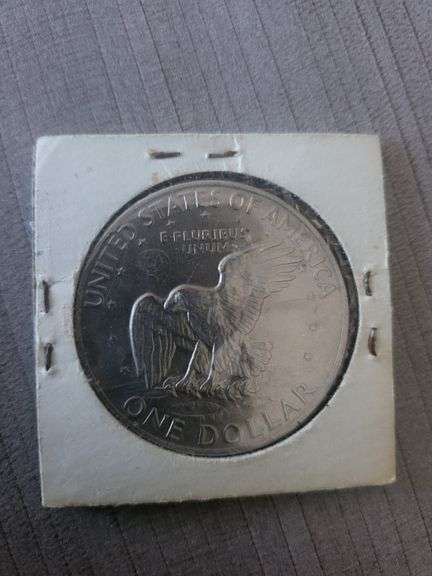 UNITED STATES OF AMERICA
E PLURIBUS
UNUM
ONE DOLLAR